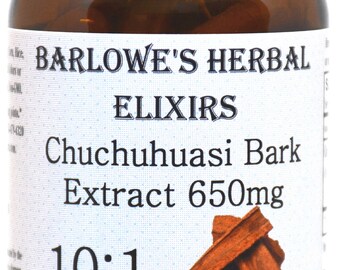 BARLOWE'S HERBAL
ELIXIRS
Chuchuhuasi Bark
Extract 650mg
10:1